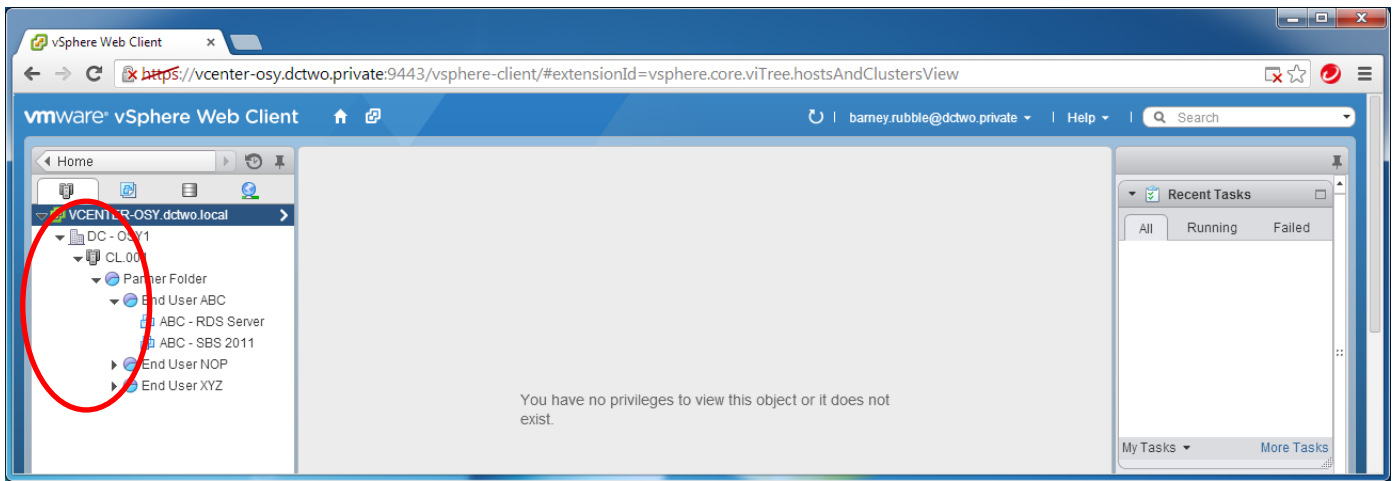 vSphere Web Client
https://vcenter-osy.dctwo.private:9443/vsphere-client/#extensionId=vsphere.core.viTree.hostsAndClustersView
vmware® vSphere Web Client
barney.rubble@dctwo.private
Help
Search
Home
VCENTER-OSY.dctwo.local
DC - OSY1
CL.001
Partner Folder
End User ABC
ABC - RDS Server
ABC - SBS 2011
End User NOP
End User XYZ
You have no privileges to view this object or it does not
exist.
Recent Tasks
All Running Failed
My Tasks More Tasks